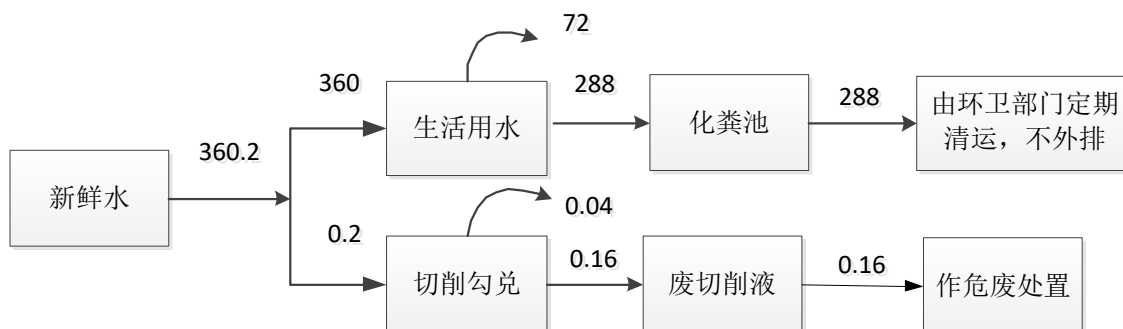 72
360
288
288
生活用水
化粪池
由环卫部门定期
清运，不外排
360.2
新鲜水
0.04
0.2
0.16
0.16
切削勾兑
废切削液
作危废处置